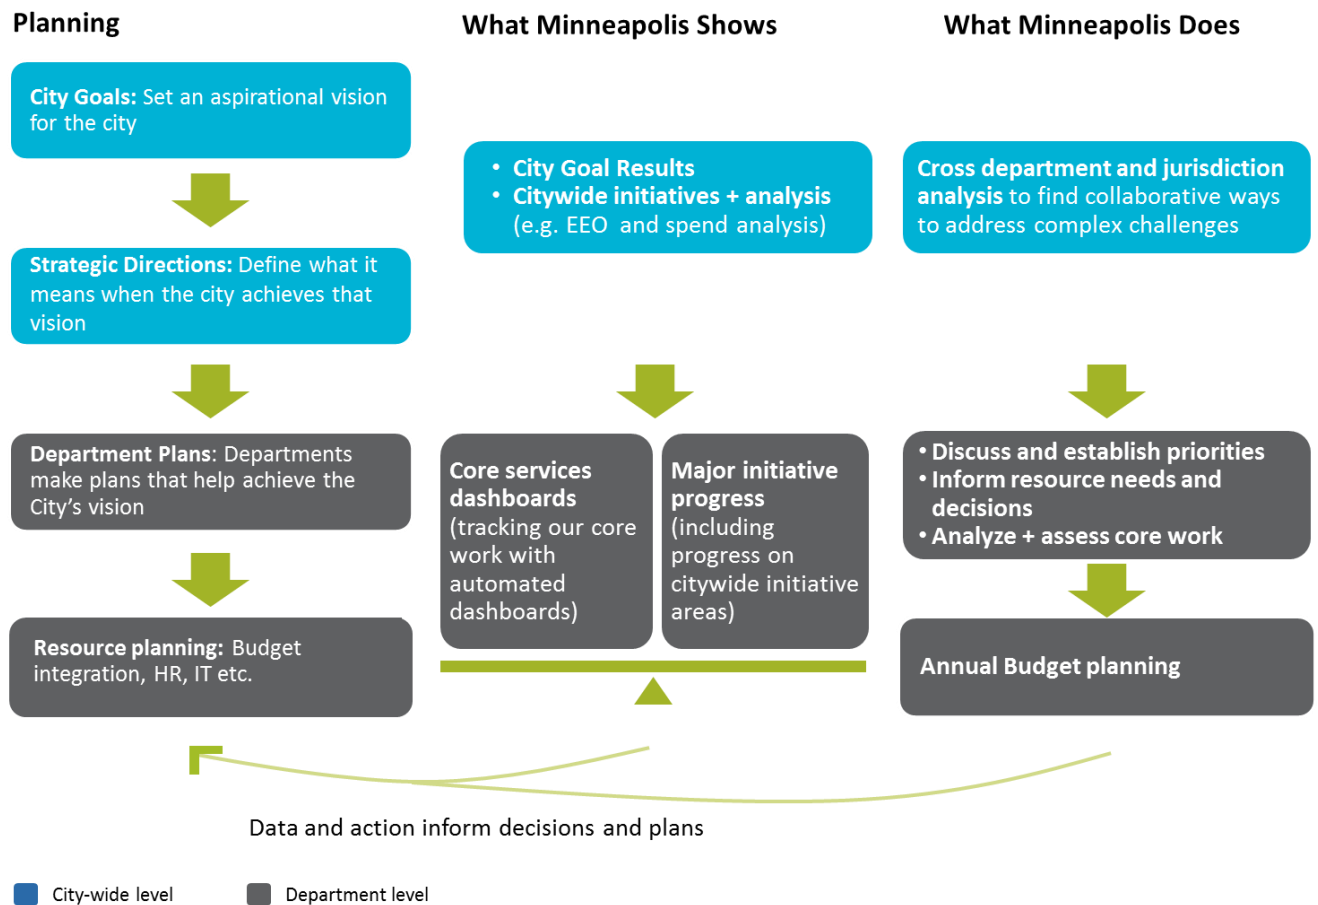 Planning
What Minneapolis Shows
What Minneapolis Does
City Goals: Set an aspirational vision
for the city
Strategic Directions: Define what it
means when the city achieves that
vision
Department Plans: Departments
make plans that help achieve the
City's vision
Resource planning: Budget
integration, HR, IT etc.
• City Goal Results
• Citywide initiatives + analysis
(e.g. EEO and spend analysis)
Core services
dashboards
(tracking our core
work with
automated
dashboards)
Major initiative
progress
(including
progress on
citywide initiative
areas)
Cross department and jurisdiction
analysis to find collaborative ways
to address complex challenges
• Discuss and establish priorities
• Inform resource needs and
decisions
• Analyze + assess core work
Annual Budget planning
Data and action inform decisions and plans
City-wide level
Department level